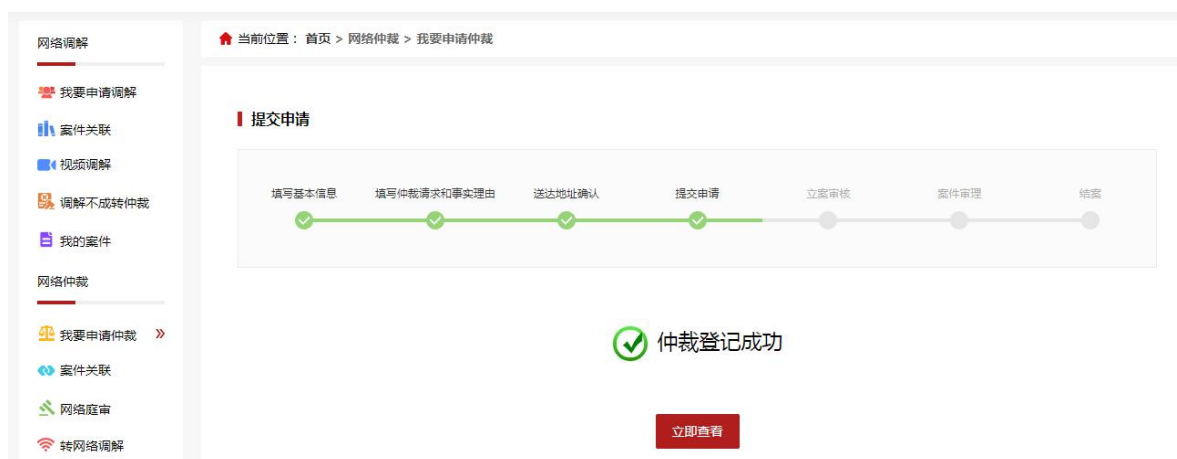 网络调解
我要申请调解
案件关联
视频调解
调解不成转仲裁
我的案件
网络仲裁
我要申请仲裁 »
案件关联
网络庭审
转网络调解
当前位置： 首页 > 网络仲裁 > 我要申请仲裁
提交申请
填写基本信息 填写仲裁请求和事实理由 送达地址确认 提交申请 立案审核 案件审理 结案
仲裁登记成功
立即查看